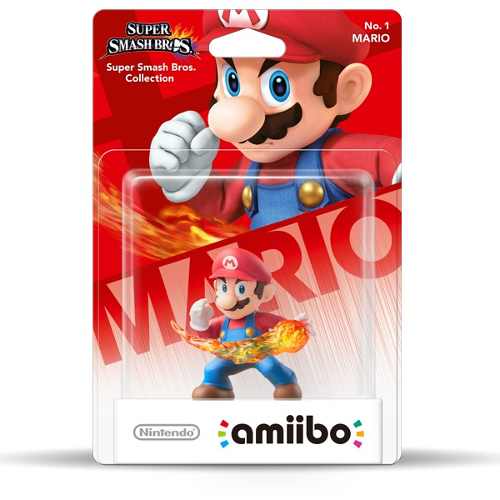 SUPER
SMASH BROS.
Super Smash Bros.
Collection
No. 1
MARIO
M
M
MARIO
Nintendo
amiibo